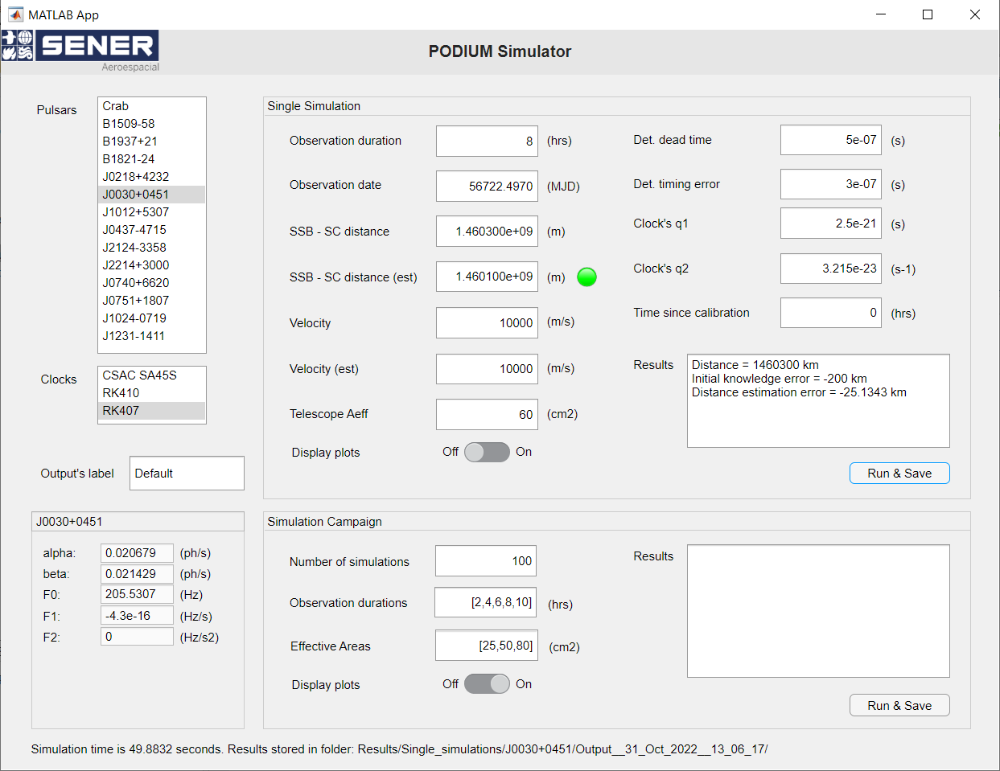 MATLAB App
SENER
Aeroespacial
PODIUM Simulator
Pulsars
Crab
B1509-58
B1937+21
B1821-24
J0218+4232
J0030+0451
J1012+5307
J0437-4715
J2124-3358
J2214+3000
J0740+6620
J0751+1807
J1024-0719
J1231-1411
Clocks
CSAC SA45S
RK410
RK407
Output's label Default
J0030+0451
alpha: 0.020679 (ph/s)
beta: 0.021429 (ph/s)
F0: 205.5307 (Hz)
F1: -4.3e-16 (Hz/s)
F2: 0 (Hz/s2)
Single Simulation
Observation duration 8 (hrs)
Observation date 56722.4970 (MJD)
SSB - SC distance 1.460300e+09 (m)
SSB - SC distance (est) 1.460100e+09 (m)
Velocity 10000 (m/s)
Velocity (est) 10000 (m/s)
Telescope Aeff 60 (cm2)
Display plots Off On
Det. dead time 5e-07 (s)
Det. timing error 3e-07 (s)
Clock's q1 2.5e-21 (s)
Clock's q2 3.215e-23 (s-1)
Time since calibration 0 (hrs)
Results
Distance = 1460300 km
Initial knowledge error = -200 km
Distance estimation error = -25.1343 km
Run & Save
Simulation Campaign
Number of simulations 100
Observation durations [2,4,6,8,10] (hrs)
Effective Areas [25,50,80] (cm2)
Display plots Off On
Results
Run & Save
Simulation time is 49.8832 seconds. Results stored in folder: Results/Single_simulations/J0030+0451/Output__31_Oct_2022__13_06_17/